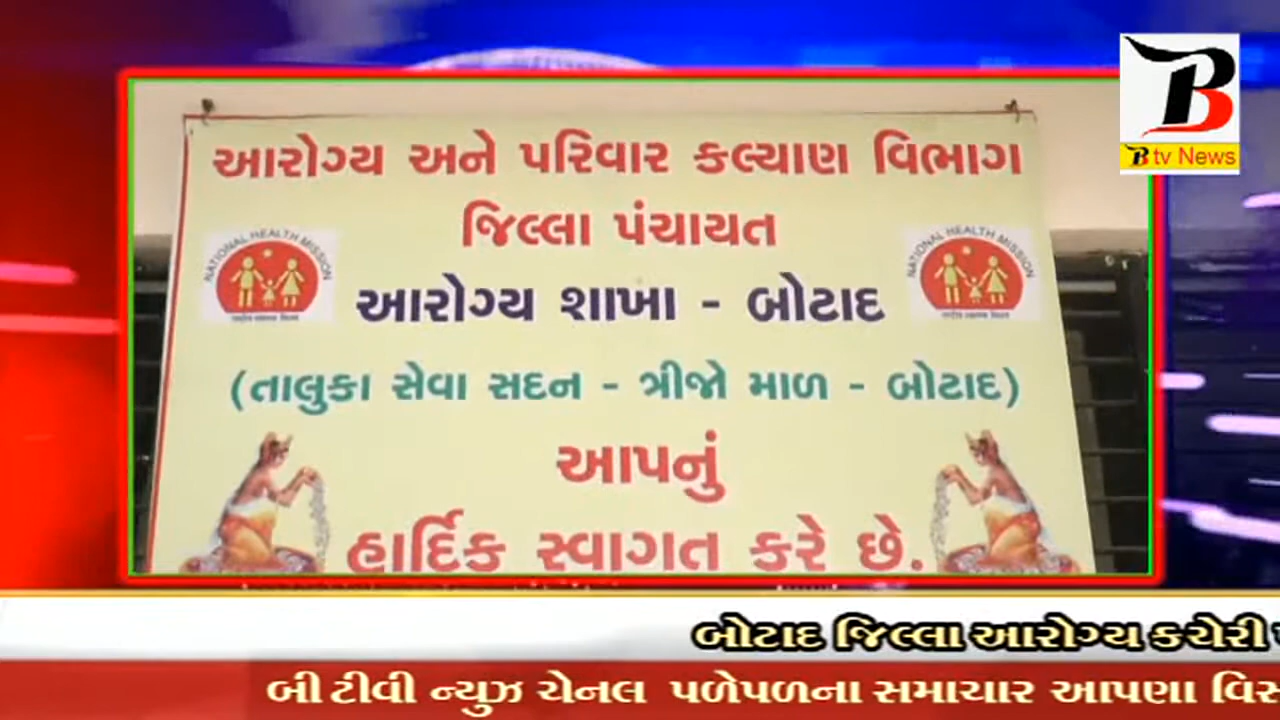 B
B tv News
આરોગ્ય અને પરિવાર કલ્યાણ વિભાગ
જિલ્લા પંચાયત
NATIONAL HEALTH MISSION
NATIONAL HEALTH MISSION
આરોગ્ય શાખા - બોટાદ
(તાલુકા સેવા સદન - ત્રીજો માળ - બોટાદ)
આપનું
હાર્દિક સ્વાગત કરે છે.
બોટાદ જિલ્લા આરોગ્ય કચેરી
બી ટીવી ન્યુઝ ચેનલ પળેપળના સમાચાર આપણા